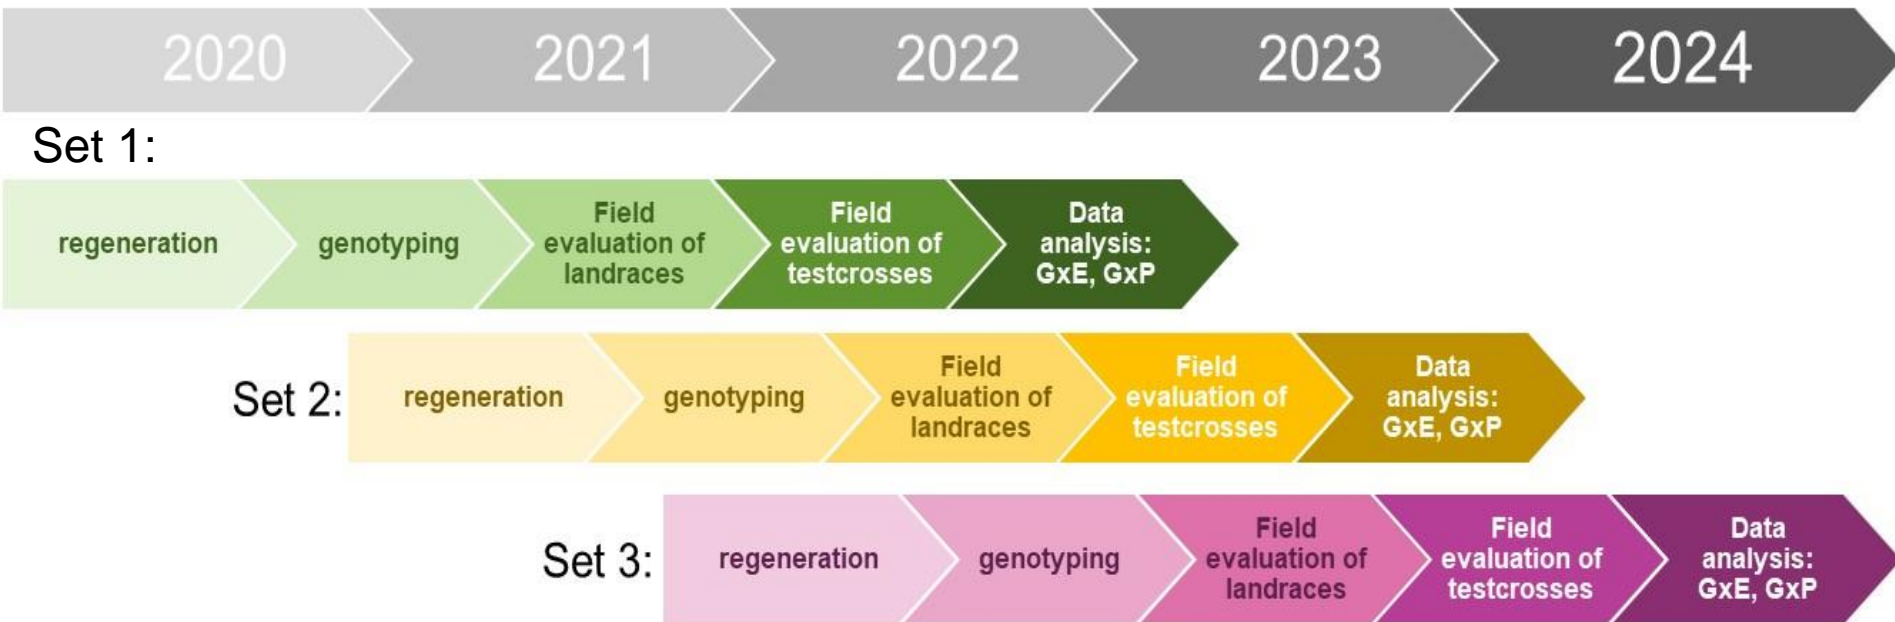 2020
2021
2022
2023
2024
Set 1:
regeneration
genotyping
Field
evaluation of
landraces
Field
evaluation of
testcrosses
Data
analysis:
GxE, GxP
Set 2:
regeneration
genotyping
Field
evaluation of
landraces
Field
evaluation of
testcrosses
Data
analysis:
GxE, GxP
Set 3:
regeneration
genotyping
Field
evaluation of
landraces
Field
evaluation of
testcrosses
Data
analysis:
GxE, GxP